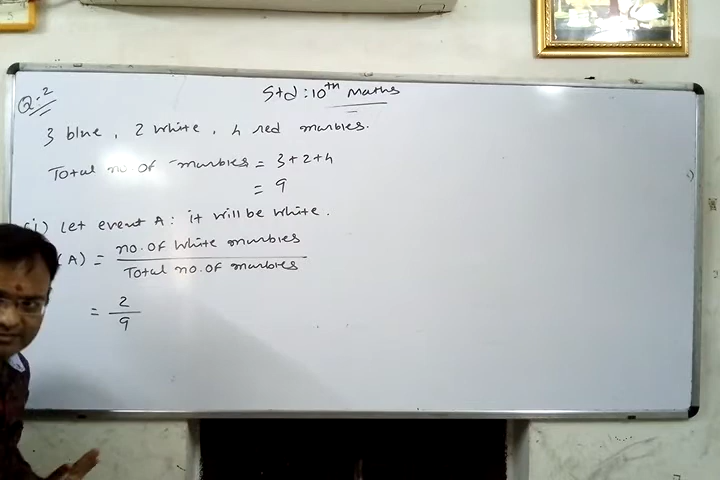 Std : 10th Maths
Q:-2
3 blue, 2 white, 4 red marbles.
Total no. of marbles = 3+2+4
= 9
(i) Let event A : it will be white.
(A) = no. of white marbles
Total no. of marbles
= 2
9